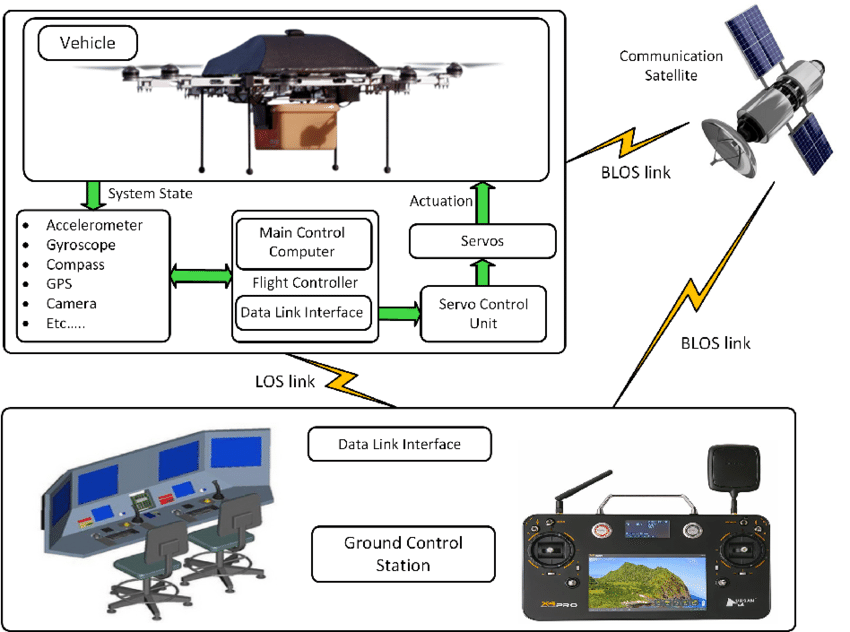 Vehicle
Communication
Satellite
BLOS link
System State
Actuation
Accelerometer
Gyroscope
Compass
GPS
Camera
Etc.....
Main Control
Computer
Flight Controller
Data Link Interface
Servos
Servo Control
Unit
BLOS link
LOS link
Data Link Interface
Ground Control
Station
PRO